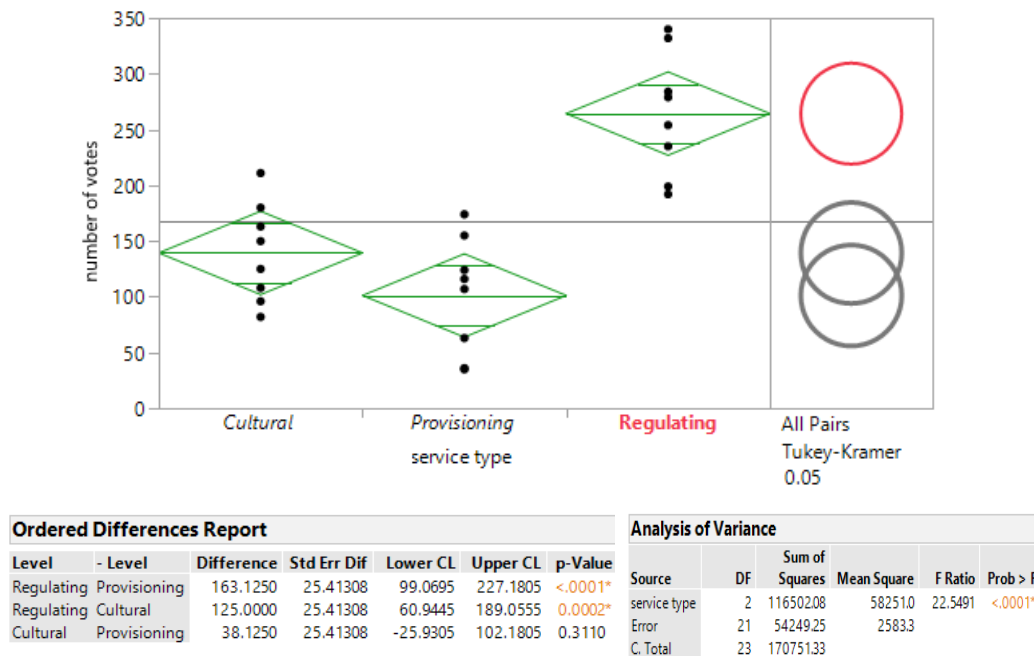 350
300
250
200
150
100
50
0
number of votes
Cultural Provisioning Regulating
service type
All Pairs
Tukey-Kramer
0.05
Ordered Differences Report
Level - Level Difference Std Err Dif Lower CL Upper CL p-Value
Regulating Provisioning 163.1250 25.41308 99.0695 227.1805 <.0001*
Regulating Cultural 125.0000 25.41308 60.9445 189.0555 0.0002*
Cultural Provisioning 38.1250 25.41308 -25.9305 102.1805 0.3110
Analysis of Variance
Sum of
Source DF Squares Mean Square F Ratio Prob > F
service type 2 116502.08 58251.0 22.5491 <.0001*
Error 21 54249.25 2583.3
C. Total 23 170751.33